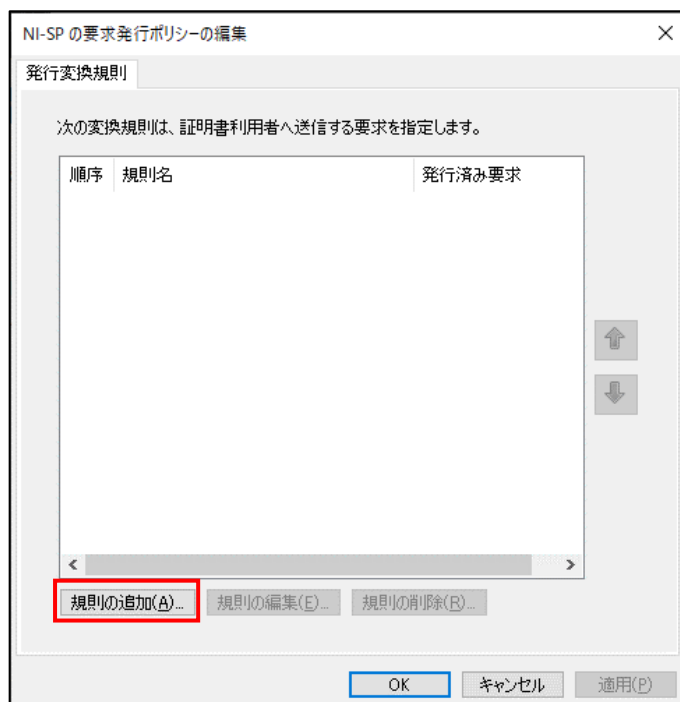 NI-SP の要求発行ポリシーの編集
発行変換規則
次の変換規則は、証明書利用者へ送信する要求を指定します。
順序 規則名 発行済み要求
規則の追加(A)... 規則の編集(E)... 規則の削除(R)...
OK キャンセル 適用(P)